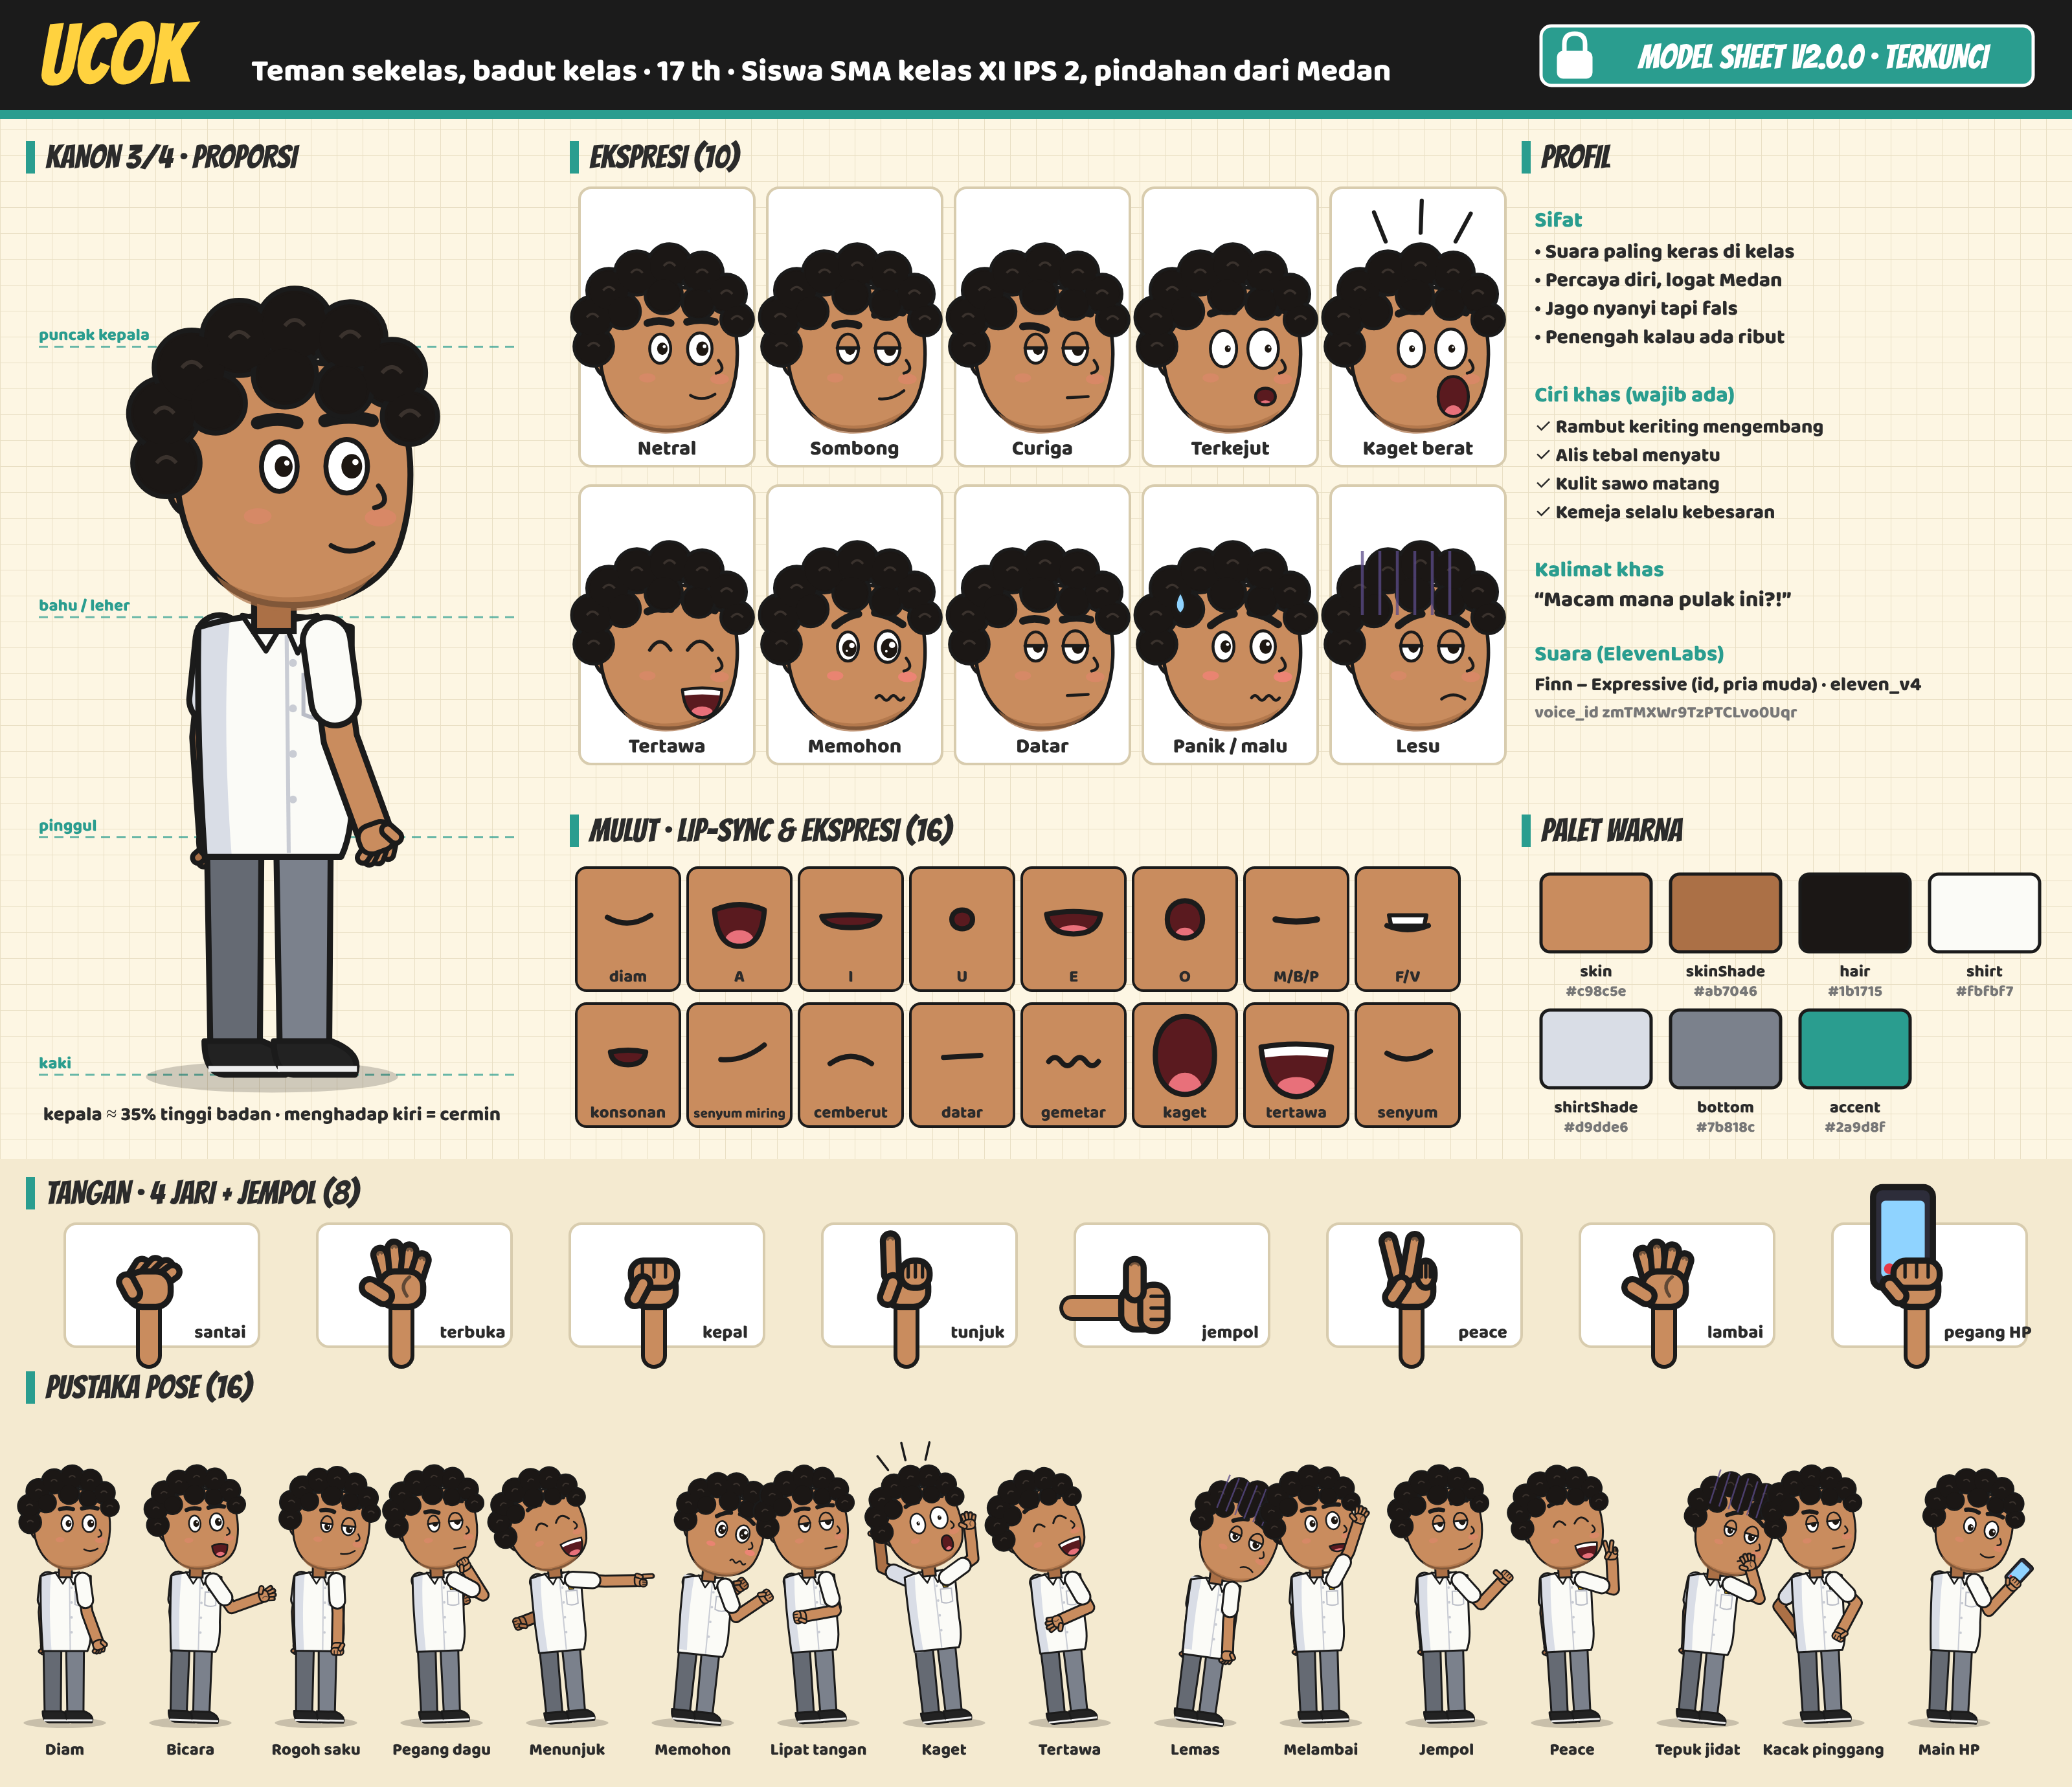 UCOK
Teman sekelas, badut kelas · 17 th · Siswa SMA kelas XI IPS 2, pindahan dari Medan
MODEL SHEET V2.0.0 · TERKUNCI
KANON 3/4 · PROPORSI
puncak kepala
bahu / leher
pinggul
kaki
kepala ≈ 35% tinggi badan · menghadap kiri = cermin
EKSPRESI (10)
Netral
Sombong
Curiga
Terkejut
Kaget berat
Tertawa
Memohon
Datar
Panik / malu
Lesu
PROFIL
Sifat
• Suara paling keras di kelas
• Percaya diri, logat Medan
• Jago nyanyi tapi fals
• Penengah kalau ada ribut
Ciri khas (wajib ada)
✓ Rambut keriting mengembang
✓ Alis tebal menyatu
✓ Kulit sawo matang
✓ Kemeja selalu kebesaran
Kalimat khas
“Macam mana pulak ini?!”
Suara (ElevenLabs)
Finn – Expressive (id, pria muda) · eleven_v4
voice_id zmTMXWr9TzPTCLvo0Uqr
MULUT · LIP-SYNC & EKSPRESI (16)
diam
A
I
U
E
O
M/B/P
F/V
konsonan
senyum miring
cemberut
datar
gemetar
kaget
tertawa
senyum
PALET WARNA
skin
#c98c5e
skinShade
#ab7046
hair
#1b1715
shirt
#fbfbf7
shirtShade
#d9dde6
bottom
#7b818c
accent
#2a9d8f
TANGAN · 4 JARI + JEMPOL (8)
santai
terbuka
kepal
tunjuk
jempol
peace
lambai
pegang HP
PUSTAKA POSE (16)
Diam
Bicara
Rogoh saku
Pegang dagu
Menunjuk
Memohon
Lipat tangan
Kaget
Tertawa
Lemas
Melambai
Jempol
Peace
Tepuk jidat
Kacak pinggang
Main HP